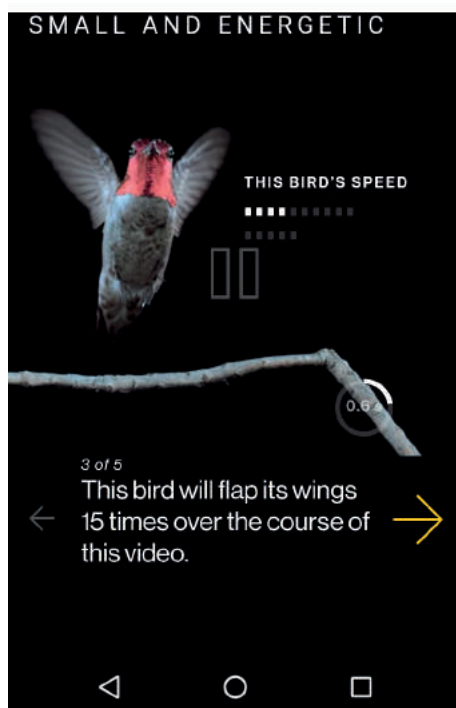 SMALL AND ENERGETIC
THIS BIRD'S SPEED
0.6 s
3 of 5
This bird will flap its wings
15 times over the course of
this video.